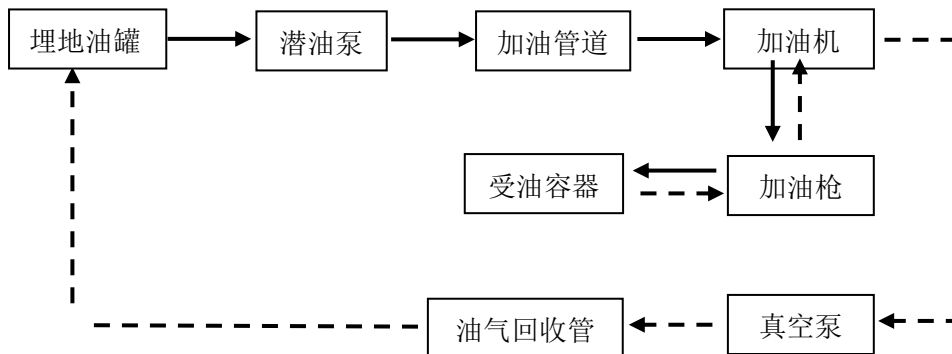 埋地油罐
潜油泵
加油管道
加油机
受油容器
加油枪
油气回收管
真空泵